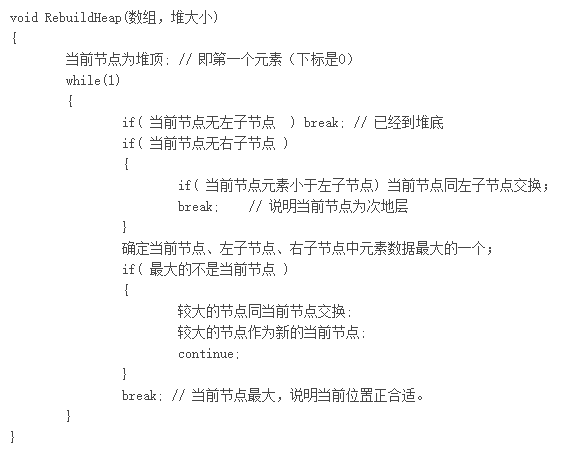 void RebuildHeap(数组，堆大小)
{
当前节点为堆顶; // 即第一个元素（下标是0）
while(1)
{
if( 当前节点无左子节点  ) break; // 已经到堆底
if( 当前节点无右子节点 )
{
if( 当前节点元素小于左子节点) 当前节点同左子节点交换；
break;   // 说明当前节点为次地层
}
确定当前节点、左子节点、右子节点中元素数据最大的一个；
if( 最大的不是当前节点 )
{
较大的节点同当前节点交换;
较大的节点作为新的当前节点;
continue;
}
break; // 当前节点最大，说明当前位置正合适。
}
}